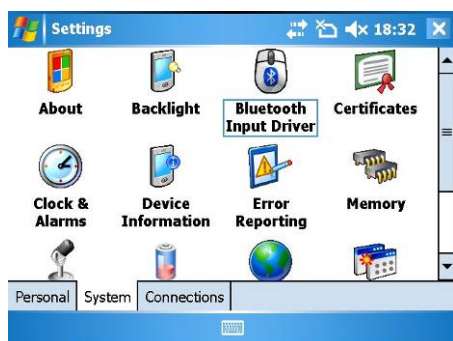 Settings 18:32
About Backlight Bluetooth Input Driver Certificates
Clock & Alarms Device Information Error Reporting Memory
Personal System Connections